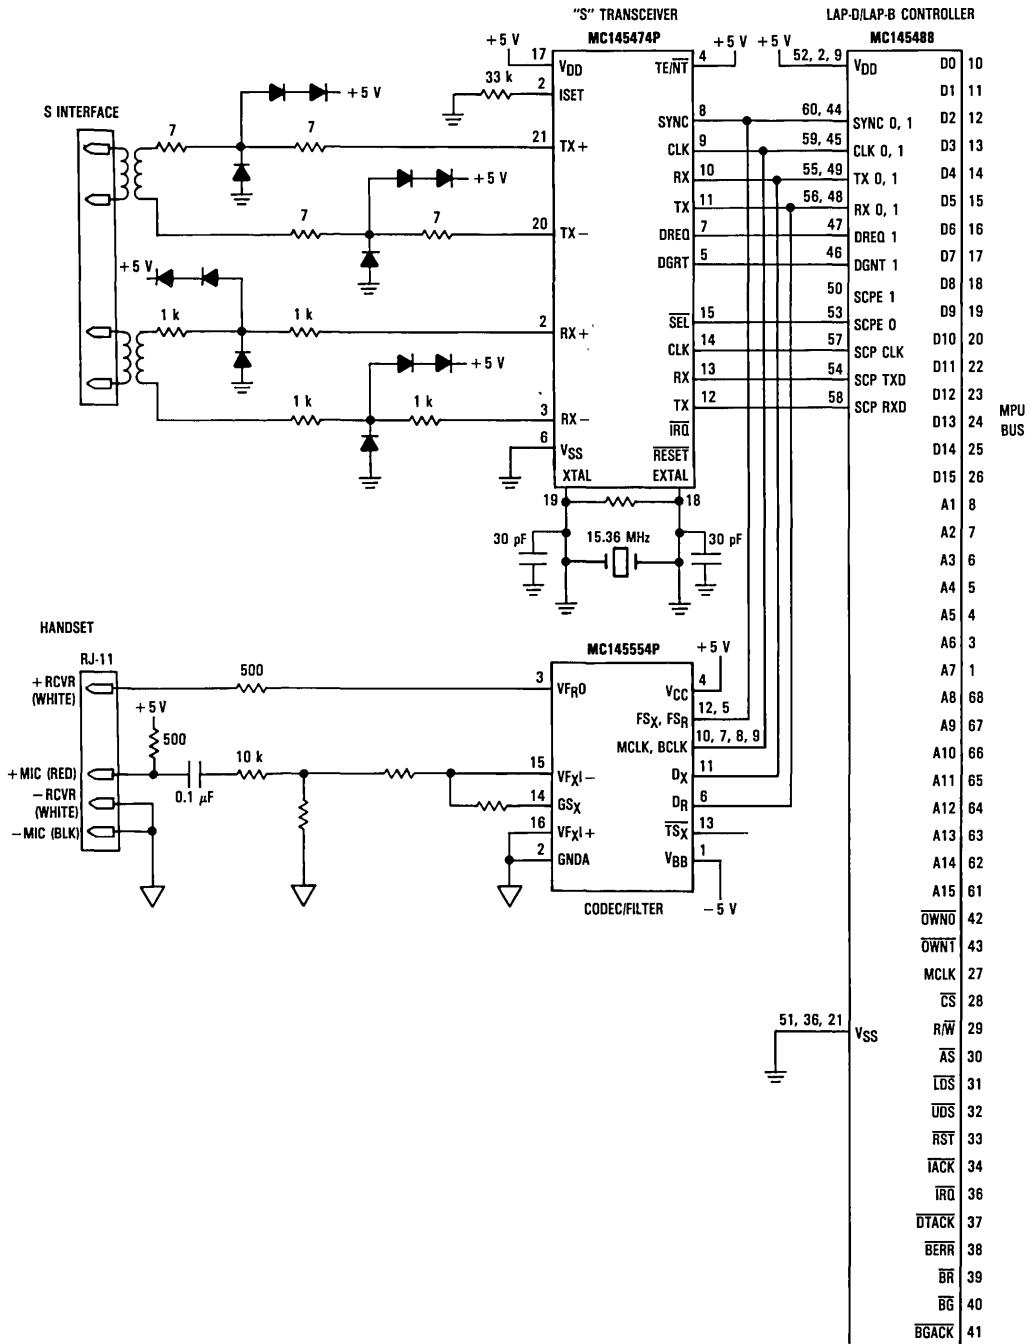 "S" TRANSCEIVER
MC145474P
LAP-D/LAP-B CONTROLLER
MC145488
S INTERFACE
+5 V
+5 V
7
7
+5 V
7
7
+5 V
1 k
1 k
+5 V
1 k
1 k
33 k
17 VDD
2 ISET
21 TX+
20 TX−
2 RX+
3 RX−
6 VSS
XTAL
19
EXTAL
18
TE/NT 4
+5 V
SYNC 8
CLK 9
RX 10
TX 11
DREQ 7
DGRT 5
SEL 15
CLK 14
RX 13
TX 12
IRQ
RESET
30 pF
15.36 MHz
30 pF
+5 V
52, 2, 9 VDD
60, 44 SYNC 0, 1
59, 45 CLK 0, 1
55, 49 TX 0, 1
56, 48 RX 0, 1
47 DREQ 1
46 DGNT 1
50 SCPE 1
53 SCPE 0
57 SCP CLK
54 SCP TXD
58 SCP RXD
51, 36, 21 VSS
D0 10
D1 11
D2 12
D3 13
D4 14
D5 15
D6 16
D7 17
D8 18
D9 19
D10 20
D11 22
D12 23
D13 24
D14 25
D15 26
A1 8
A2 7
A3 6
A4 5
A5 4
A6 3
A7 1
A8 68
A9 67
A10 66
A11 65
A12 64
A13 63
A14 62
A15 61
OWN0 42
OWN1 43
MCLK 27
CS 28
R/W 29
AS 30
LDS 31
UDS 32
RST 33
IACK 34
IRQ 36
DTACK 37
BERR 38
BR 39
BG 40
BGACK 41
MPU
BUS
HANDSET
RJ-11
+RCVR
(WHITE)
+5 V
500
500
+MIC (RED)
−RCVR
(WHITE)
−MIC (BLK)
0.1 μF
10 k
MC145554P
3 VFRO
15 VFXI−
14 GSX
16 VFXI+
2 GNDA
+5 V
VCC 4
FSX, FSR 12, 5
MCLK, BCLK 10, 7, 8, 9
DX 11
DR 6
TSX 13
VBB 1
−5 V
CODEC/FILTER